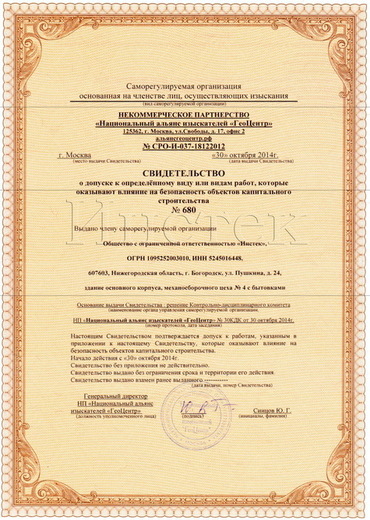 Саморегулируемая организация
основанная на членстве лиц, осуществляющих изыскания
(вид саморегулируемой организации)
НЕКОММЕРЧЕСКОЕ ПАРТНЕРСТВО
«Национальный альянс изыскателей «ГеоЦентр»
125362, г. Москва, ул.Свободы, д. 17, офис 2
альянсгеоцентр.рф
№ СРО-И-037-18122012
г. Москва «30» октября 2014г.
(место выдачи Свидетельства) (дата выдачи Свидетельства)
СВИДЕТЕЛЬСТВО
о допуске к определённому виду или видам работ, которые
оказывают влияние на безопасность объектов капитального
строительства
№ 680
Инстек
Выдано члену саморегулируемой организации
Общество с ограниченной ответственностью «Инстек».
ОГРН 1095252003010, ИНН 5245016448,
607603, Нижегородская область, г. Богородск, ул. Пушкина, д. 24,
здание основного корпуса, механосборочного цеха № 4 с бытовками
Основание выдачи Свидетельства : решение Контрольно-дисциплинарного комитета
(наименование органа управления саморегулируемой организации,
НП «Национальный альянс изыскателей «ГеоЦентр» № 30КДК от 30 октября 2014г.
номер протокола, дата заседания)
Настоящим Свидетельством подтверждается допуск к работам, указанным в
приложении к настоящему Свидетельству, которые оказывают влияние на
безопасность объектов капитального строительства.
Начало действия с «30» октября 2014г.
Свидетельство без приложения не действительно.
Свидетельство выдано без ограничения срока и территории его действия.
Свидетельство выдано взамен ранее выданного -----------
(дата выдачи, номер Свидетельства)
Генеральный директор
НП «Национальный альянс
изыскателей «ГеоЦентр» Синцов Ю. Г.
(должность уполномоченного лица) (подпись) (инициалы, фамилия)